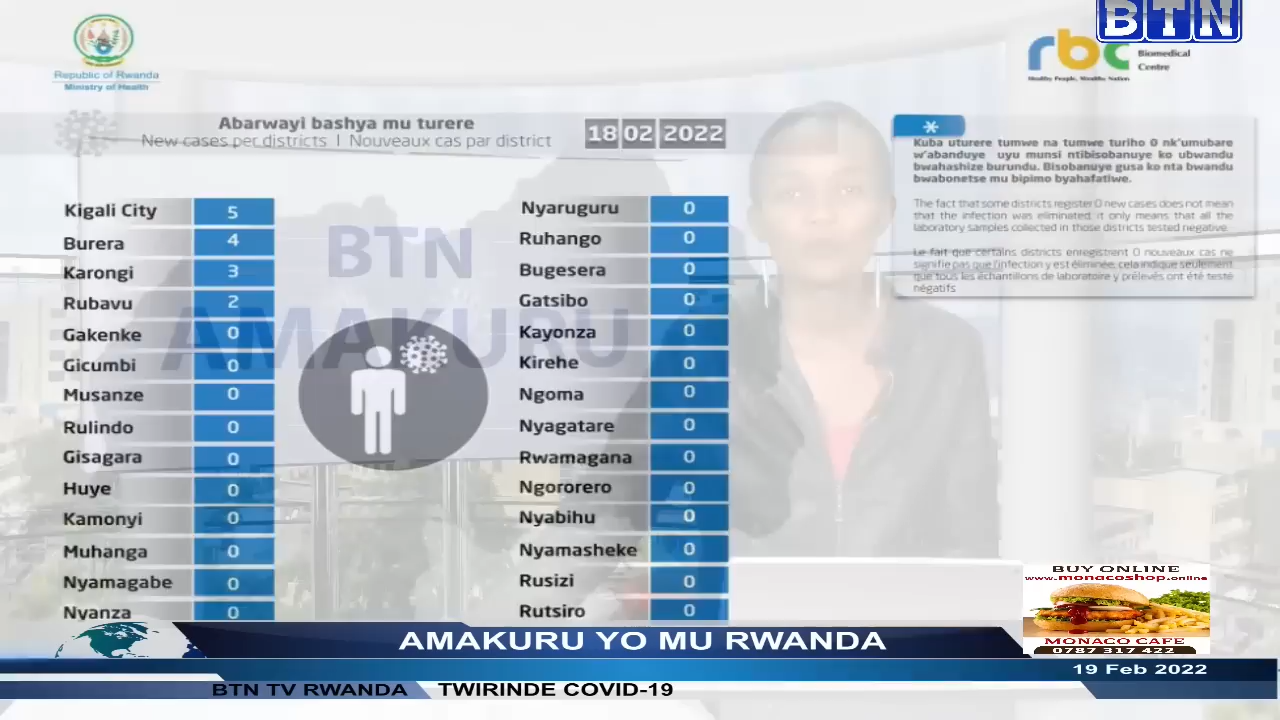 BTN
Republic of Rwanda
Ministry of Health
rbc
Biomedical
Centre
Healthy People, Wealthy Nation
Abarwayi bashya mu turere
New cases per districts | Nouveaux cas par district
18 02 2022
*
Kuba uturere tumwe na tumwe turiho 0 nk'umubare
w'abanduye uyu munsi ntibisobanuye ko ubwandu
bwahashize burundu. Bisobanuye gusa ko nta bwandu
bwabonetse mu bipimo byahafatiwe.
The fact that some districts register 0 new cases does not mean
that the infection was eliminated, it only means that all the
laboratory samples collected in those districts tested negative.
Le fait que certains districts enregistrent 0 nouveaux cas ne
signifie pas que l'infection y est éliminée, cela indique seulement
que tous les échantillons de laboratoire y prélevés ont été testé
négatifs
Kigali City 5
Burera 4
Karongi 3
Rubavu 2
Gakenke 0
Gicumbi 0
Musanze 0
Rulindo 0
Gisagara 0
Huye 0
Kamonyi 0
Muhanga 0
Nyamagabe 0
Nyanza 0
BTN
AMAKURU
Nyaruguru 0
Ruhango 0
Bugesera 0
Gatsibo 0
Kayonza 0
Kirehe 0
Ngoma 0
Nyagatare 0
Rwamagana 0
Ngororero 0
Nyabihu 0
Nyamasheke 0
Rusizi 0
Rutsiro 0
BUY ONLINE
www.monacoshop.online
MONACO CAFE
0787 317 422
AMAKURU YO MU RWANDA
19 Feb 2022
BTN TV RWANDA TWIRINDE COVID-19